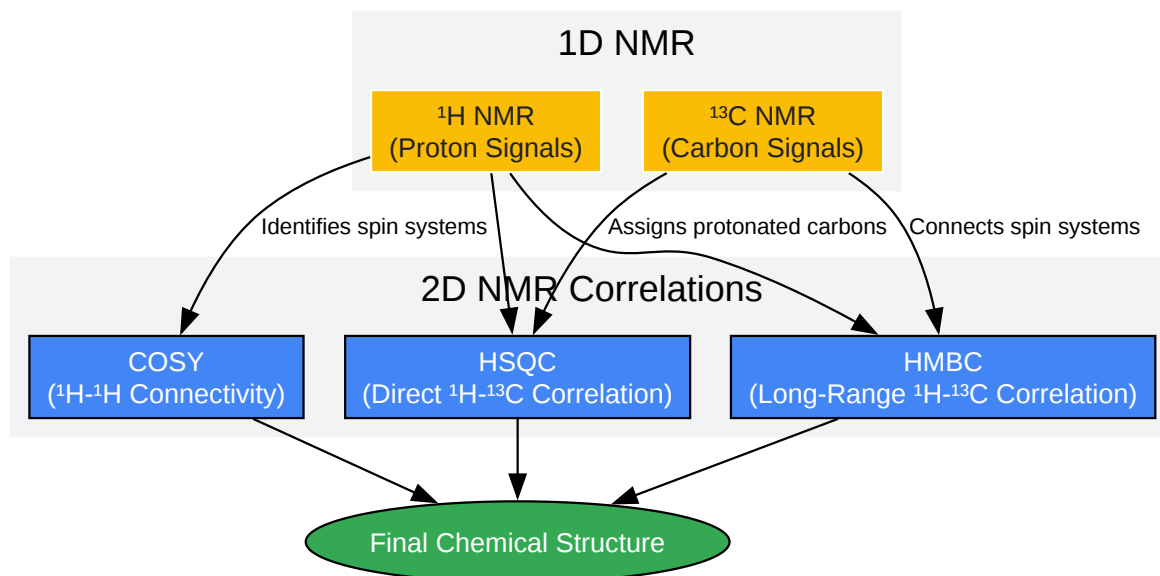 1D NMR
¹H NMR
(Proton Signals)
¹³C NMR
(Carbon Signals)
Identifies spin systems
Assigns protonated carbons
Connects spin systems
2D NMR Correlations
COSY
(¹H-¹H Connectivity)
HSQC
(Direct ¹H-¹³C Correlation)
HMBC
(Long-Range ¹H-¹³C Correlation)
Final Chemical Structure